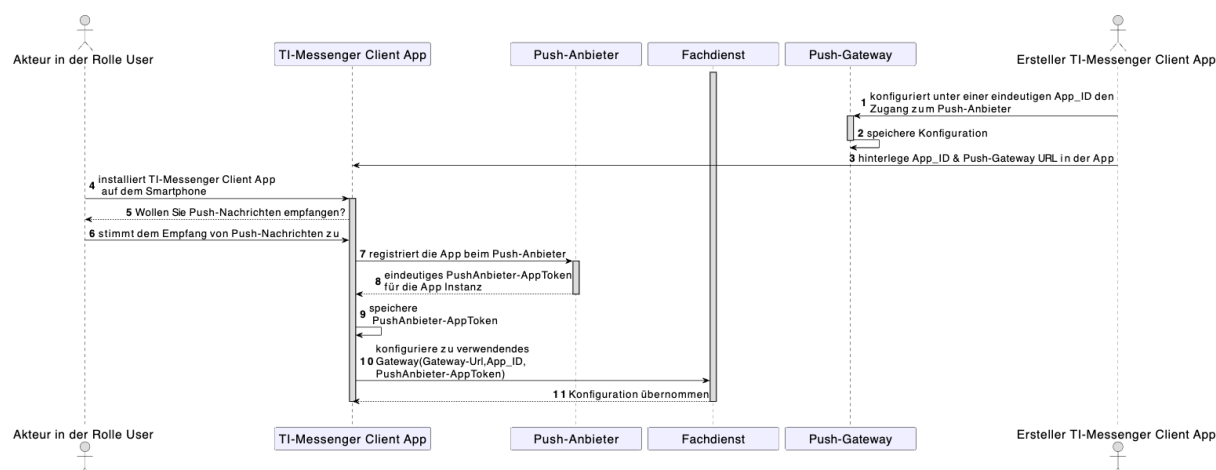 Akteur in der Rolle User
TI-Messenger Client App
Push-Anbieter
Fachdienst
Push-Gateway
Ersteller TI-Messenger Client App
1 konfiguriert unter einer eindeutigen App_ID den
Zugang zum Push-Anbieter
2 speichere Konfiguration
3 hinterlege App_ID & Push-Gateway URL in der App
4 installiert TI-Messenger Client App
auf dem Smartphone
5 Wollen Sie Push-Nachrichten empfangen?
6 stimmt dem Empfang von Push-Nachrichten zu
7 registriert die App beim Push-Anbieter
8 eindeutiges PushAnbieter-AppToken
für die App Instanz
9 speichere
PushAnbieter-AppToken
konfiguriere zu verwendendes
10 Gateway(Gateway-Url,App_ID,
PushAnbieter-AppToken)
11 Konfiguration übernommen
Akteur in der Rolle User
TI-Messenger Client App
Push-Anbieter
Fachdienst
Push-Gateway
Ersteller TI-Messenger Client App